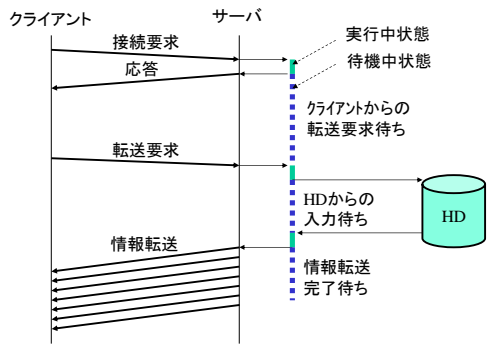 クライアント
サーバ
接続要求
実行中状態
応答
待機中状態
クライアントからの
転送要求待ち
転送要求
HDからの
入力待ち
HD
情報転送
情報転送
完了待ち